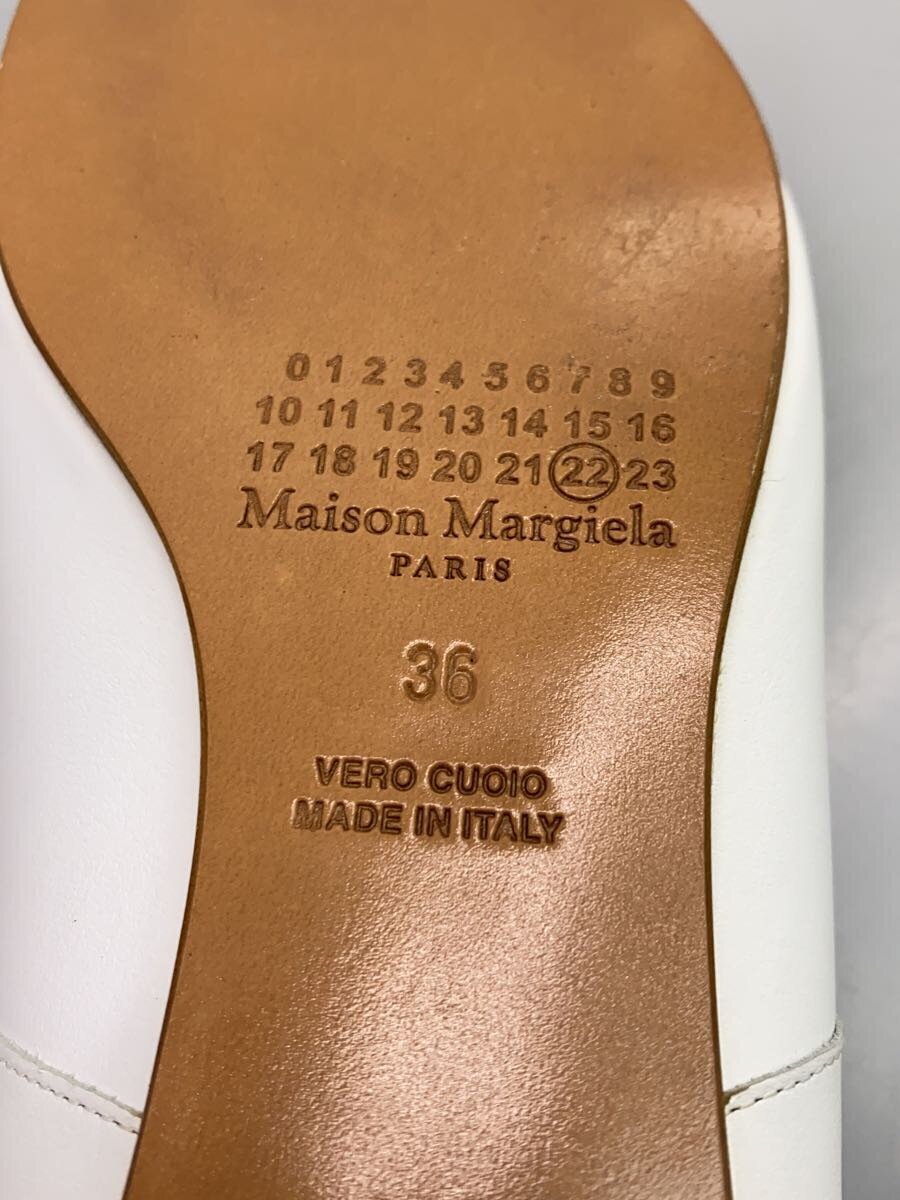 0 1 2 3 4 5 6 7 8 9
10 11 12 13 14 15 16
17 18 19 20 21 22 23
Maison Margiela
PARIS
36
VERO CUOIO
MADE IN ITALY